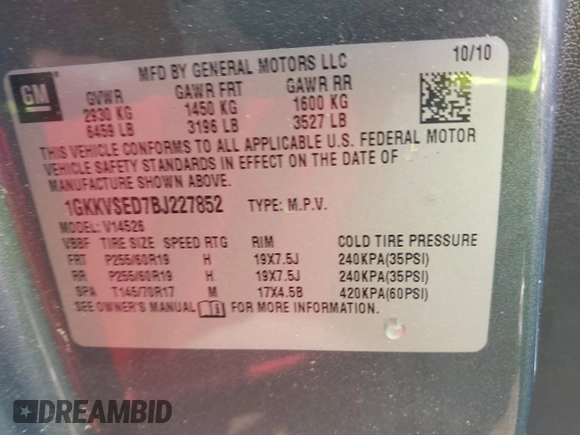 GM
MFD BY GENERAL MOTORS LLC 10/10
GVWR GAWR FRT GAWR RR
2930 KG 1450 KG 1600 KG
6459 LB 3196 LB 3527 LB
THIS VEHICLE CONFORMS TO ALL APPLICABLE U.S. FEDERAL MOTOR
VEHICLE SAFETY STANDARDS IN EFFECT ON THE DATE OF
MANUFACTURE SHOWN ABOVE.
1GKKVSED7BJ227852 TYPE: M.P.V.
MODEL: V14526
VBBF TIRE SIZE SPEED RTG RIM COLD TIRE PRESSURE
FRT P255/60R19 H 19X7.5J 240KPA(35PSI)
RR P255/60R19 H 19X7.5J 240KPA(35PSI)
SPA T145/70R17 M 17X4.5B 420KPA(60PSI)
SEE OWNER'S MANUAL FOR MORE INFORMATION.
DREAMBID